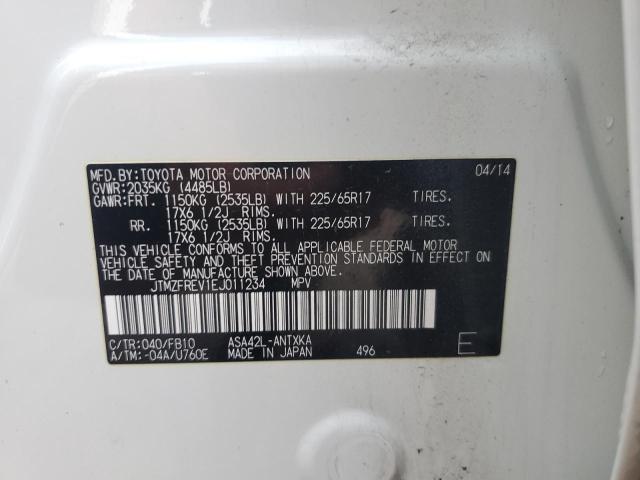 MFD.BY:TOYOTA MOTOR CORPORATION 04/14
GVWR:2035KG (4485LB)
GAWR:FRT. 1150KG (2535LB) WITH 225/65R17 TIRES.
17X6 1/2J RIMS.
RR. 1150KG (2535LB) WITH 225/65R17 TIRES.
17X6 1/2J RIMS.
THIS VEHICLE CONFORMS TO ALL APPLICABLE FEDERAL MOTOR
VEHICLE SAFETY AND THEFT PREVENTION STANDARDS IN EFFECT
ON THE DATE OF MANUFACTURE SHOWN ABOVE.
JTMZFREV1EJ011234 MPV
C/TR:040/FB10 ASA42L-ANTXKA
A/TM:-04A/U760E MADE IN JAPAN 496 E